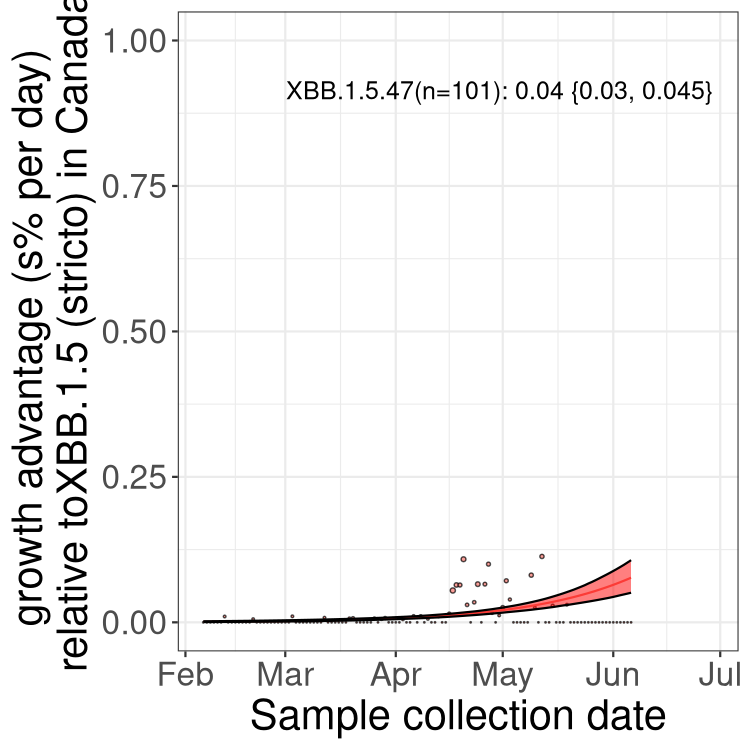 growth advantage (s% per day)
relative toXBB.1.5 (stricto) in Canada
1.00
0.75
0.50
0.25
0.00
XBB.1.5.47(n=101): 0.04 {0.03, 0.045}
Feb Mar Apr May Jun Jul
Sample collection date